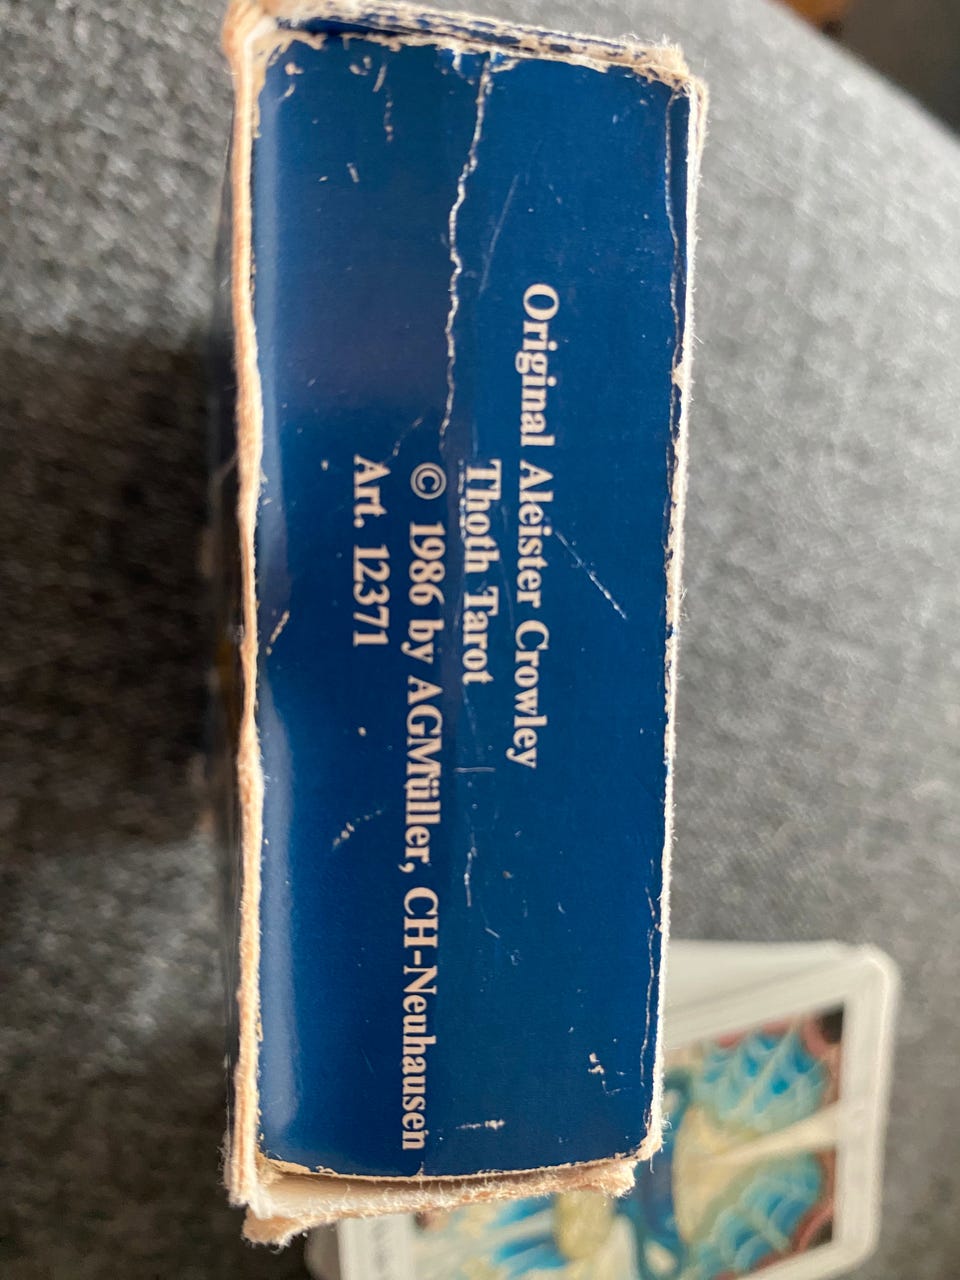 Original Aleister Crowley
Thoth Tarot
© 1986 by AGMüller, CH-Neuhausen
Art. 12371